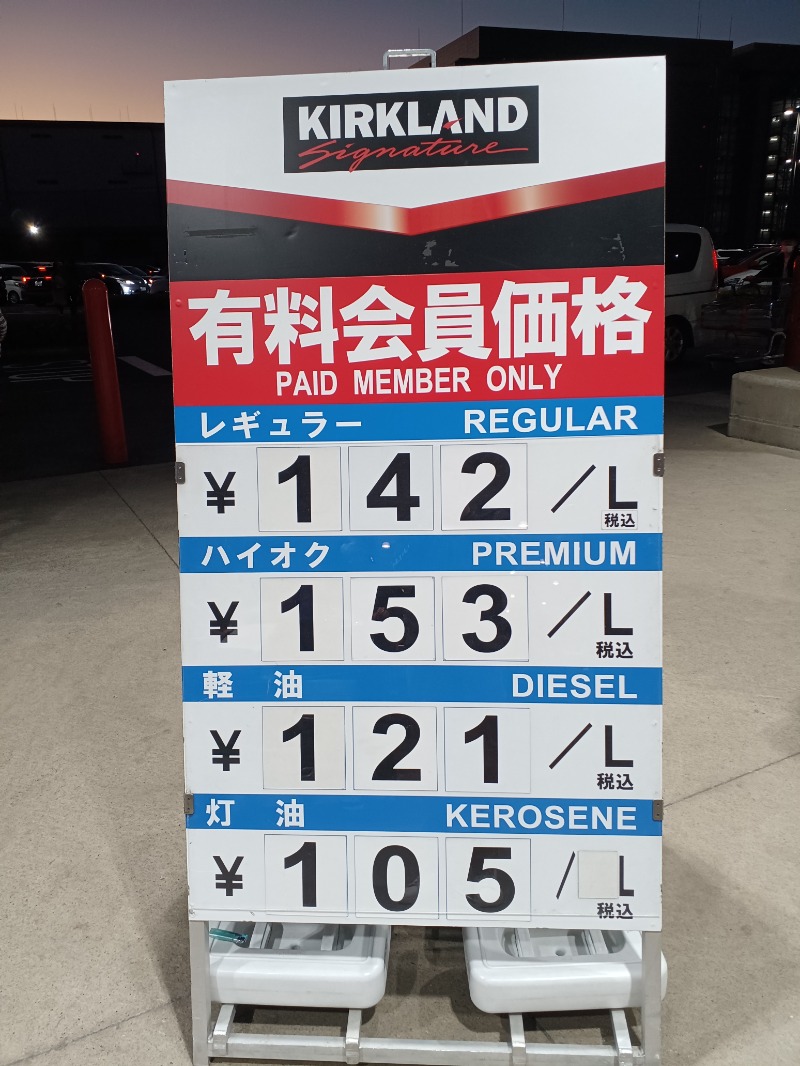 KIRKLAND
Signature
有料会員価格
PAID MEMBER ONLY
レギュラー REGULAR
¥ 142 /L
税込
ハイオク PREMIUM
¥ 153 /L
税込
軽 油 DIESEL
¥ 121 /L
税込
灯 油 KEROSENE
¥ 105 / L
税込